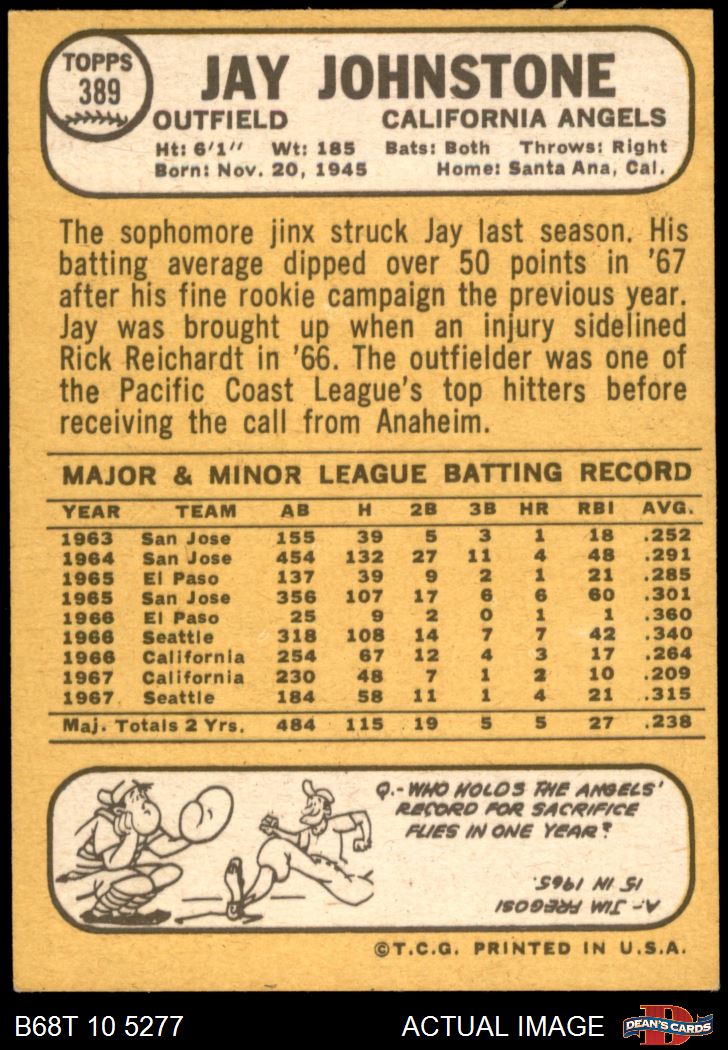 TOPPS
389
JAY JOHNSTONE
OUTFIELD CALIFORNIA ANGELS
Ht: 6'1" Wt: 185 Bats: Both Throws: Right
Born: Nov. 20, 1945 Home: Santa Ana, Cal.
The sophomore jinx struck Jay last season. His
batting average dipped over 50 points in '67
after his fine rookie campaign the previous year.
Jay was brought up when an injury sidelined
Rick Reichardt in '66. The outfielder was one of
the Pacific Coast League's top hitters before
receiving the call from Anaheim.
MAJOR & MINOR LEAGUE BATTING RECORD
YEAR TEAM AB H 2B 3B HR RBI AVG.
1963 San Jose 155 39 5 3 1 18 .252
1964 San Jose 454 132 27 11 4 48 .291
1965 El Paso 137 39 9 2 1 21 .285
1965 San Jose 356 107 17 6 6 60 .301
1966 El Paso 25 9 2 0 1 1 .360
1966 Seattle 318 108 14 7 7 42 .340
1966 California 254 67 12 4 3 17 .264
1967 California 230 48 7 1 2 10 .209
1967 Seattle 184 58 11 1 4 21 .315
Maj. Totals 2 Yrs. 484 115 19 5 5 27 .238
Q.-WHO HOLDS THE ANGELS'
RECORD FOR SACRIFICE
FLIES IN ONE YEAR?
A.- JIM FREGOSI
15 IN 1965.
©T.C.G. PRINTED IN U.S.A.
B68T 10 5277 ACTUAL IMAGE
D
DEAN'S CARDS